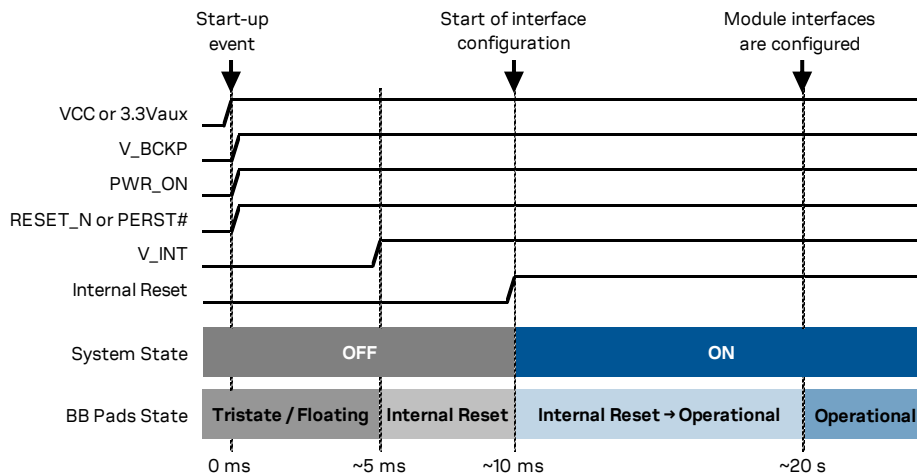 Start-up
event
Start of interface
configuration
Module interfaces
are configured
VCC or 3.3Vaux
V_BCKP
PWR_ON
RESET_N or PERST#
V_INT
Internal Reset
System State
OFF
ON
BB Pads State
Tristate / Floating
Internal Reset
Internal Reset → Operational
Operational
0 ms
~5 ms
~10 ms
~20 s